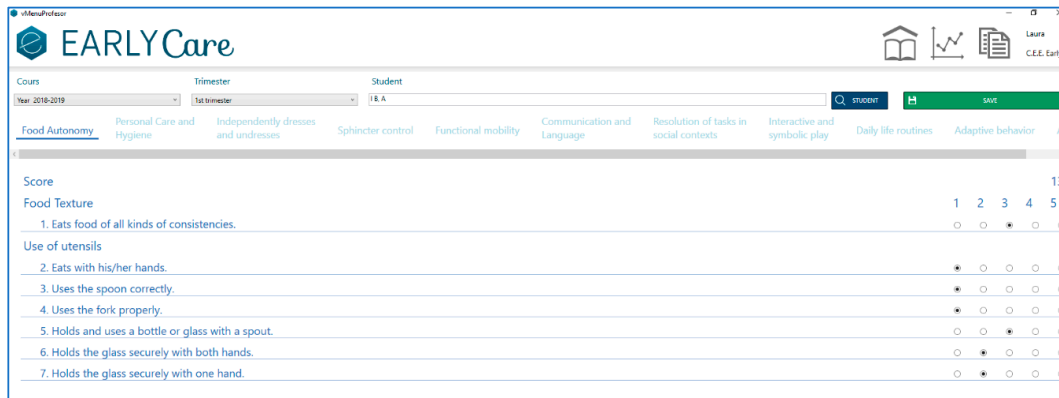 vMenuProfesor
EARLYCare
Laura
C.E.E. Early
Cours
Trimester
Student
Year 2018-2019
1st trimester
I B, A
STUDENT
SAVE
Food Autonomy
Personal Care and
Hygiene
Independently dresses
and undresses
Sphincter control
Functional mobility
Communication and
Language
Resolution of tasks in
social contexts
Interactive and
symbolic play
Daily life routines
Adaptive behavior
Score
13
Food Texture
1 2 3 4 5
1. Eats food of all kinds of consistencies.
Use of utensils
2. Eats with his/her hands.
3. Uses the spoon correctly.
4. Uses the fork properly.
5. Holds and uses a bottle or glass with a spout.
6. Holds the glass securely with both hands.
7. Holds the glass securely with one hand.